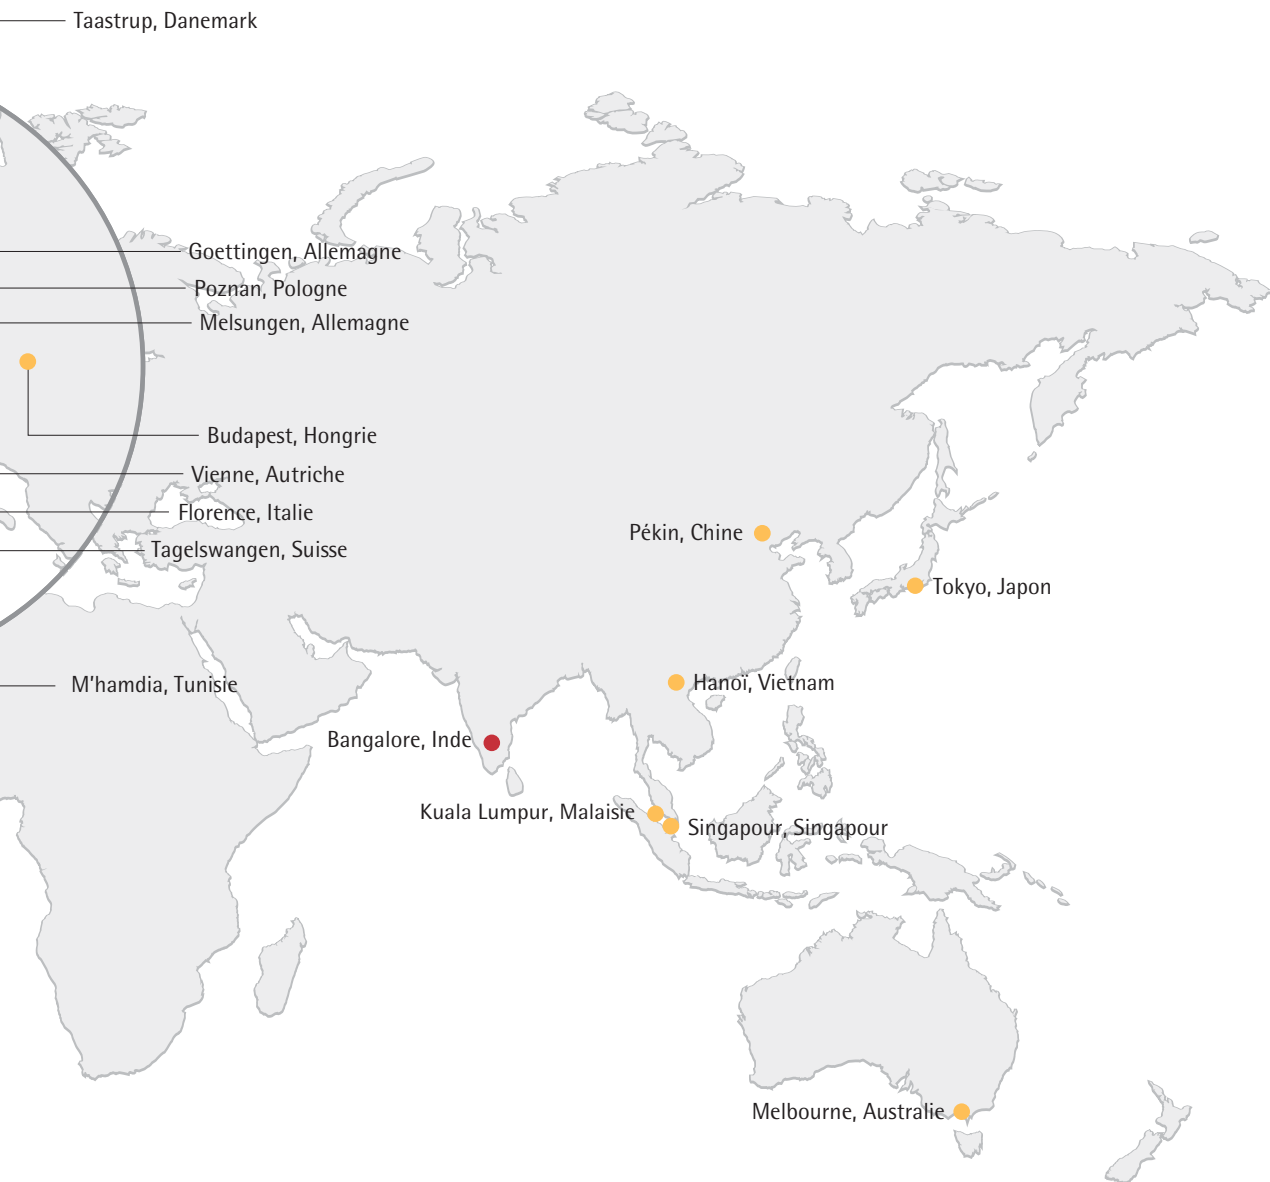 Taastrup, Danemark
Goettingen, Allemagne
Poznan, Pologne
Melsungen, Allemagne
Budapest, Hongrie
Vienne, Autriche
Florence, Italie
Pékin, Chine
Tagelswangen, Suisse
Tokyo, Japon
M'hamdia, Tunisie
Hanoï, Vietnam
Bangalore, Inde
Kuala Lumpur, Malaisie
Singapour, Singapour
Melbourne, Australie